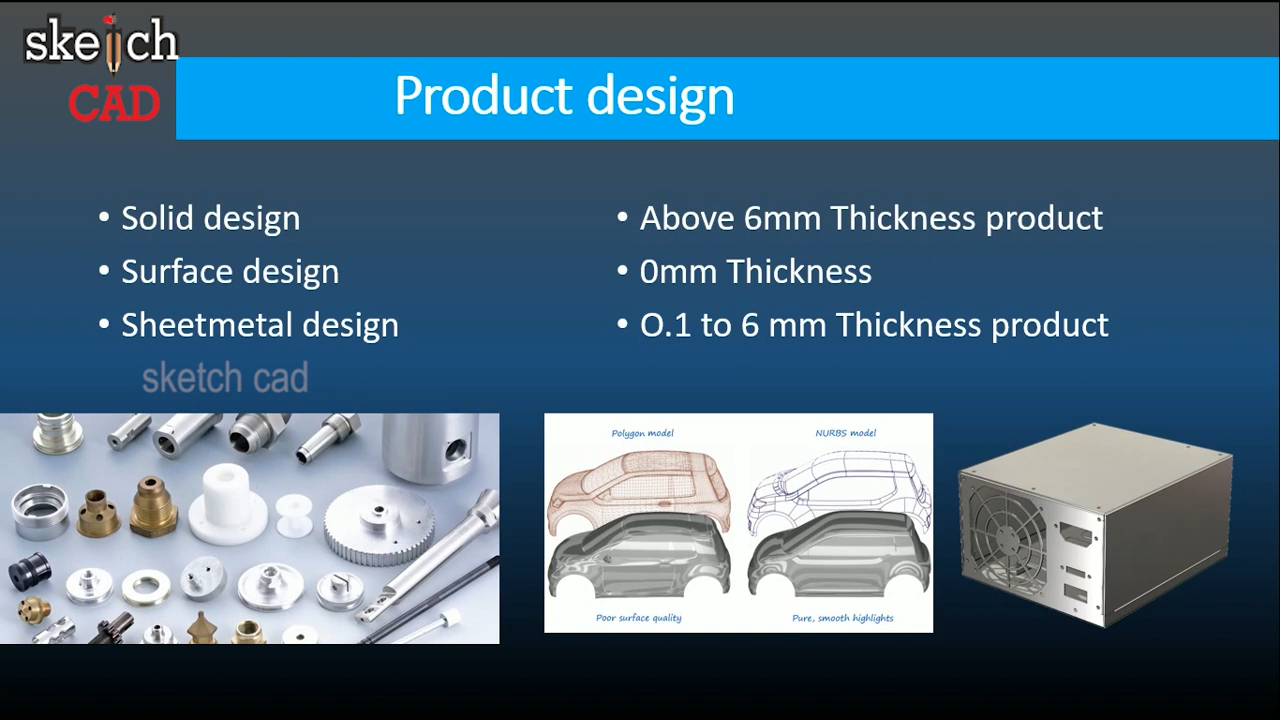 sketch
CAD
Product design
• Solid design
• Surface design
• Sheetmetal design
• Above 6mm Thickness product
• 0mm Thickness
• O.1 to 6 mm Thickness product
sketch cad
Polygon model
NURBS model
Poor surface quality
Pure, smooth highlights